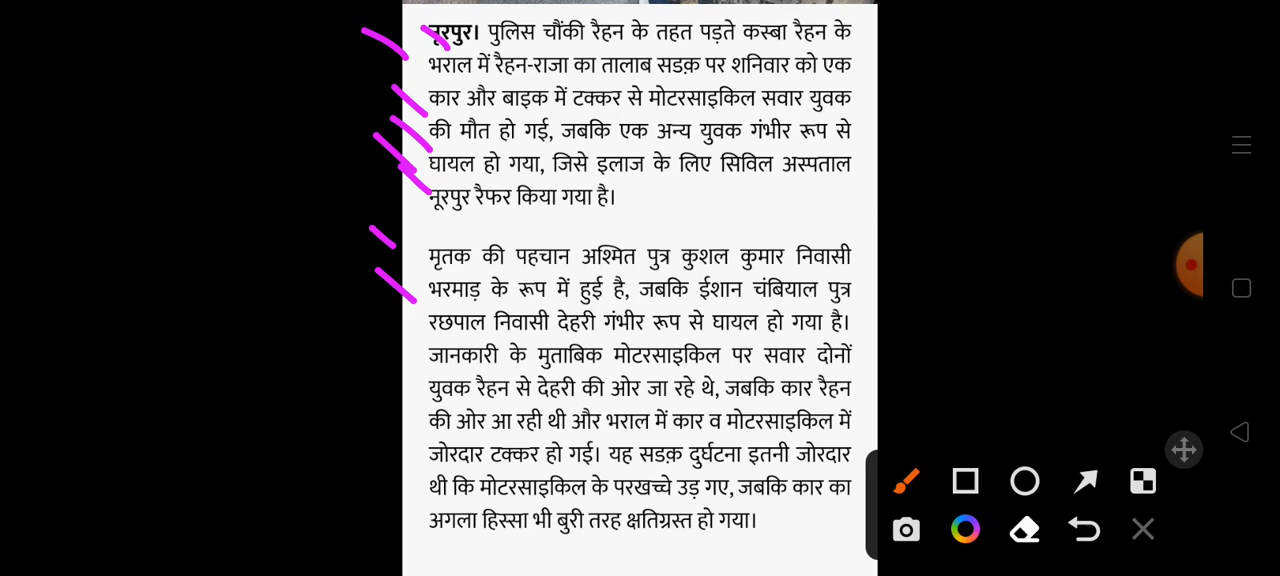 नूरपुर। पुलिस चौंकी रैहन के तहत पड़ते कस्बा रैहन के
भराल में रैहन-राजा का तालाब सडक़ पर शनिवार को एक
कार और बाइक में टक्कर से मोटरसाइकिल सवार युवक
की मौत हो गई, जबकि एक अन्य युवक गंभीर रूप से
घायल हो गया, जिसे इलाज के लिए सिविल अस्पताल
नूरपुर रैफर किया गया है।
मृतक की पहचान अश्मित पुत्र कुशल कुमार निवासी
भरमाड़ के रूप में हुई है, जबकि ईशान चंबियाल पुत्र
रछपाल निवासी देहरी गंभीर रूप से घायल हो गया है।
जानकारी के मुताबिक मोटरसाइकिल पर सवार दोनों
युवक रैहन से देहरी की ओर जा रहे थे, जबकि कार रैहन
की ओर आ रही थी और भराल में कार व मोटरसाइकिल में
जोरदार टक्कर हो गई। यह सडक़ दुर्घटना इतनी जोरदार
थी कि मोटरसाइकिल के परखच्चे उड़ गए, जबकि कार का
अगला हिस्सा भी बुरी तरह क्षतिग्रस्त हो गया।